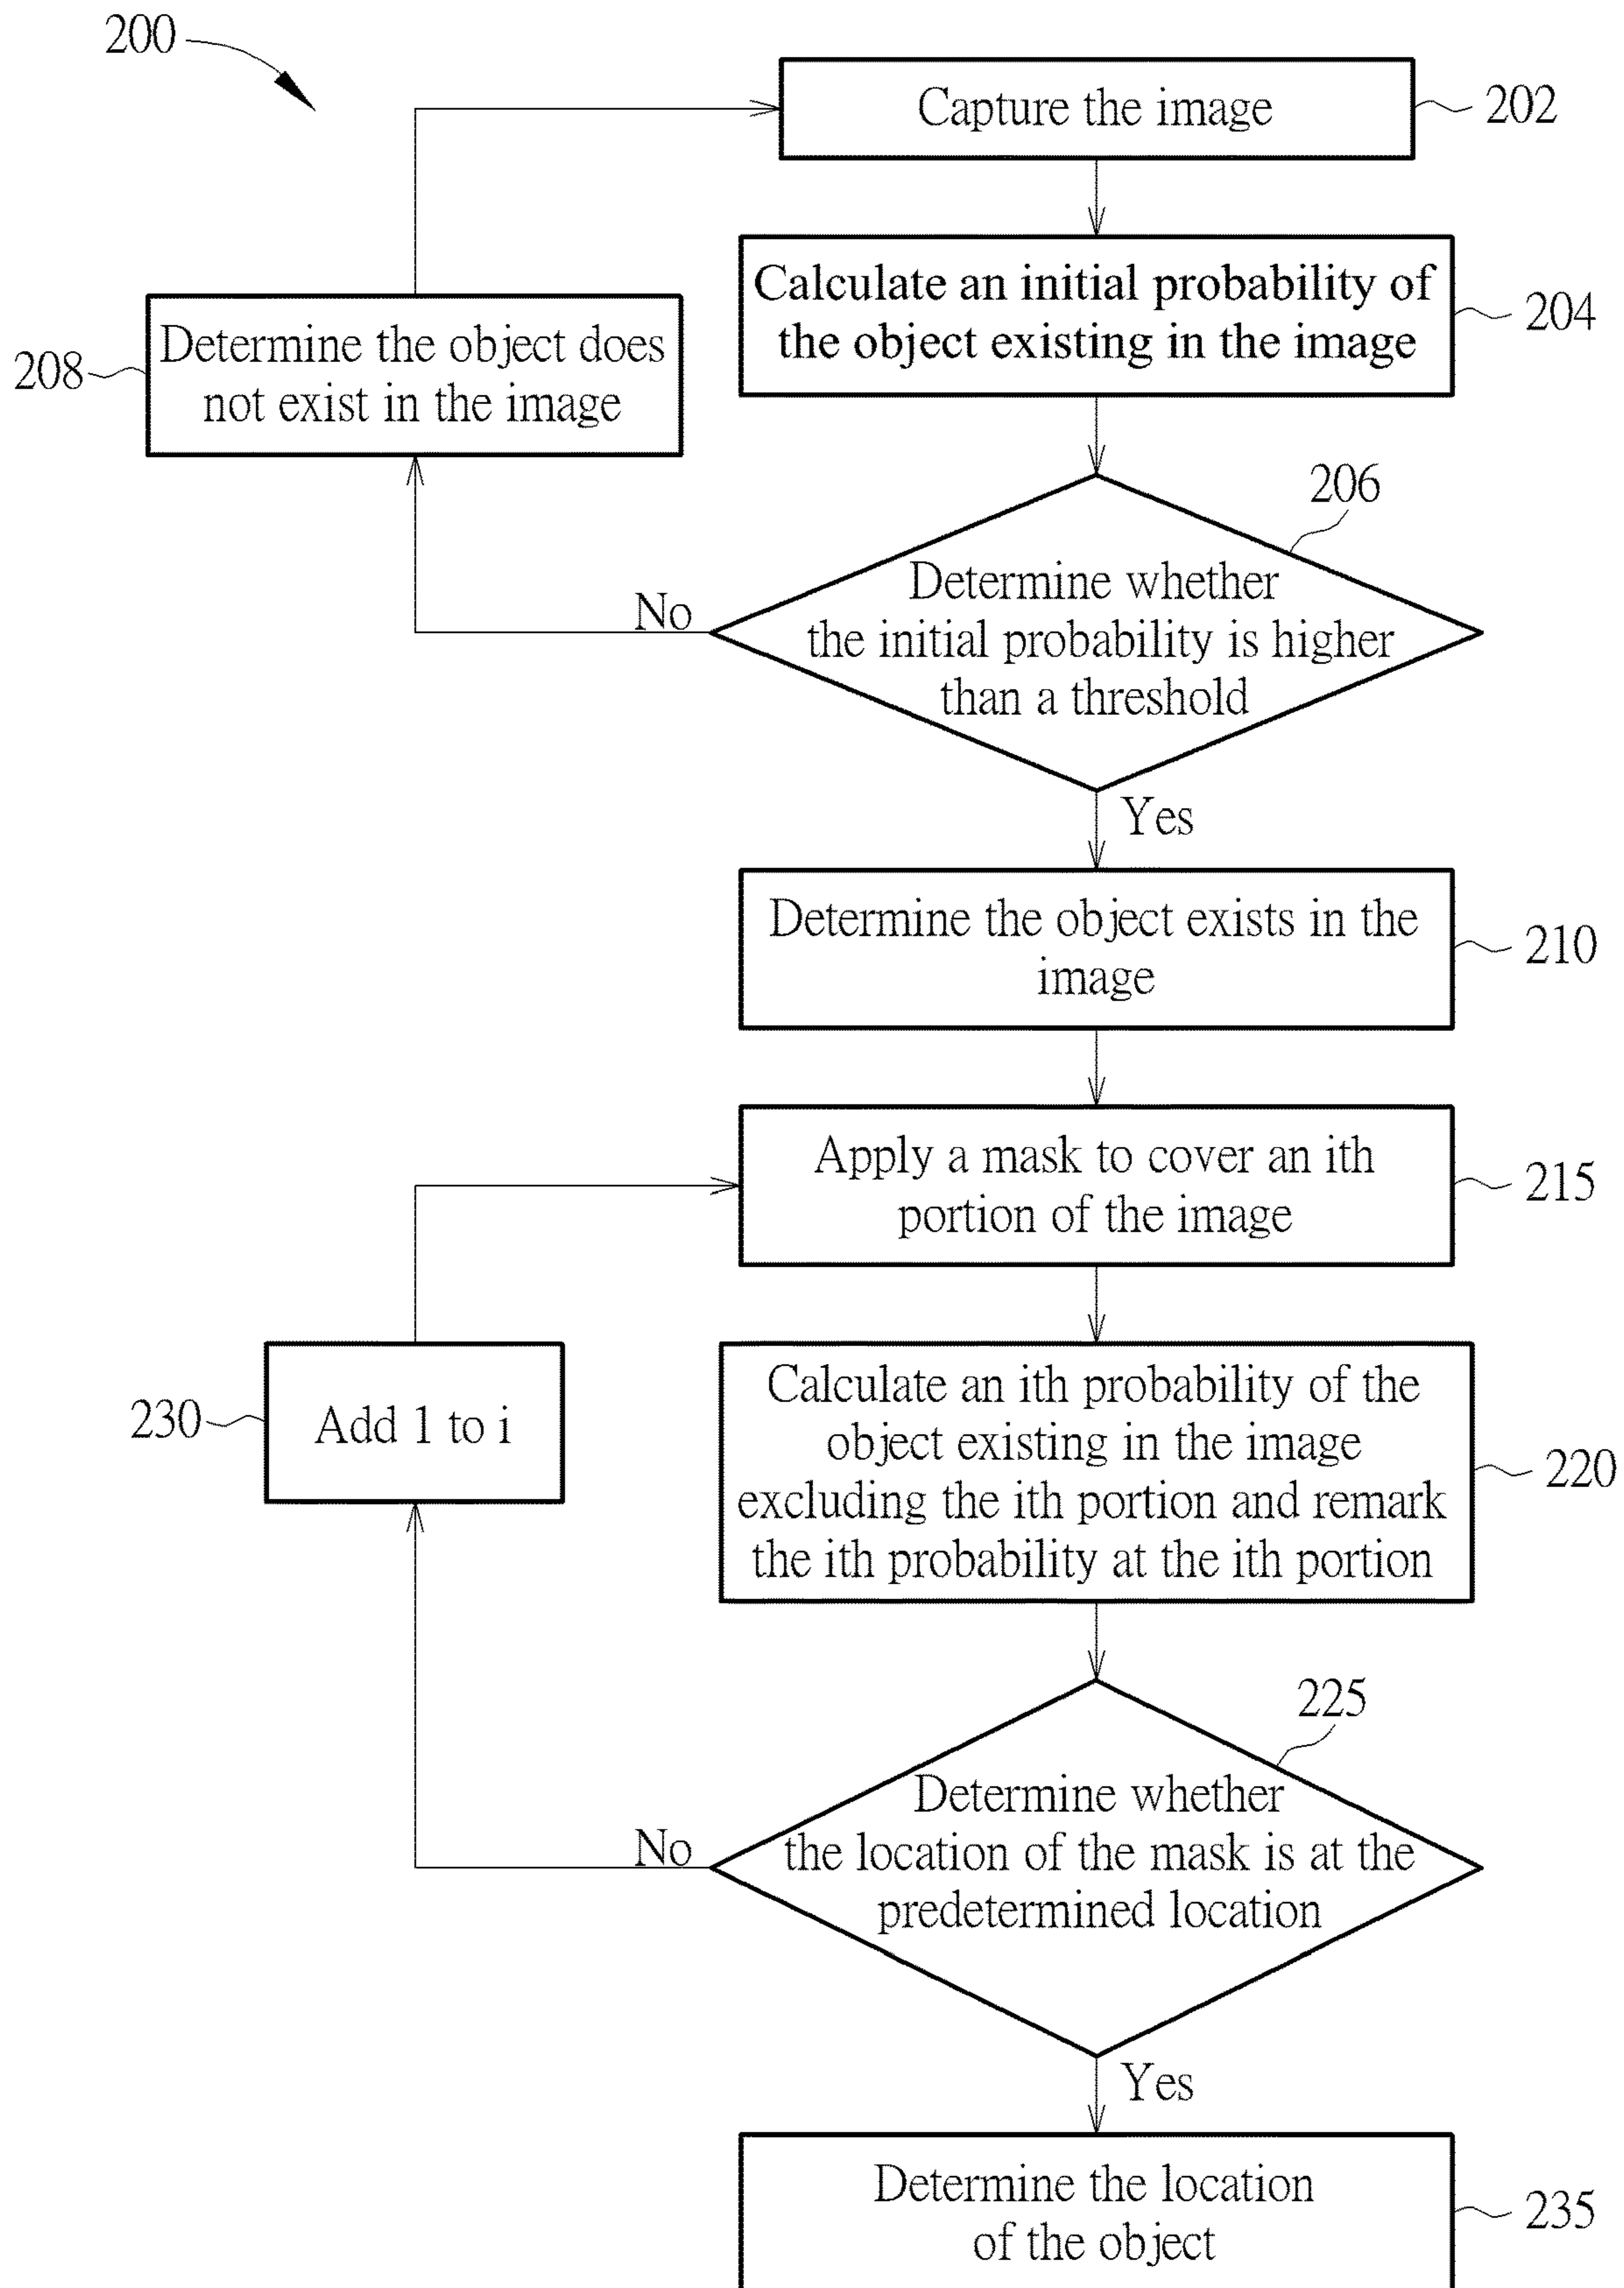 200
Capture the image
202
Calculate an initial probability of
the object existing in the image
204
Determine the object does
not exist in the image
208
206
Determine whether
the initial probability is higher
than a threshold
No
Yes
Determine the object exists in the
image
210
Apply a mask to cover an ith
portion of the image
215
Calculate an ith probability of the
object existing in the image
excluding the ith portion and remark
the ith probability at the ith portion
220
230
Add 1 to i
225
Determine whether
the location of the mask is at the
predetermined location
No
Yes
Determine the location
of the object
235